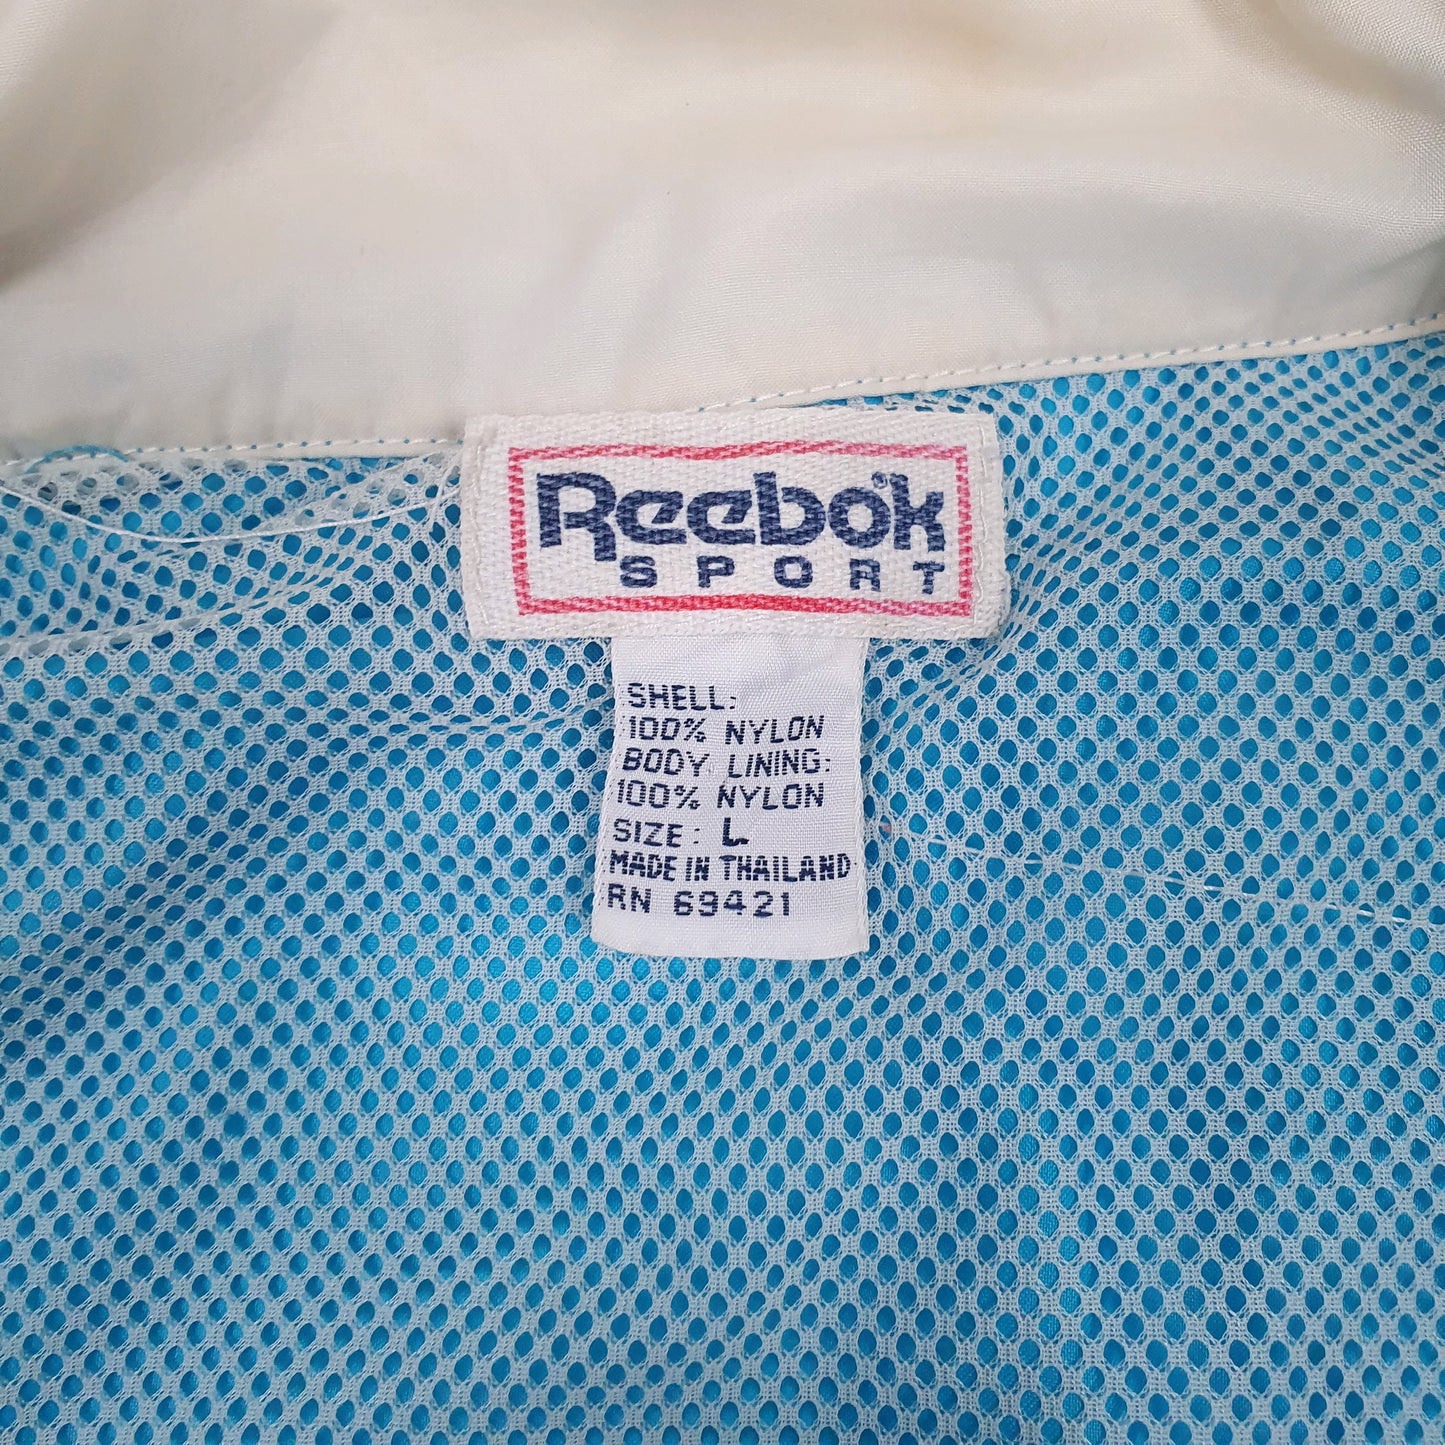 Reebok®
SPORT
SHELL:
100% NYLON
BODY LINING:
100% NYLON
SIZE: L
MADE IN THAILAND
RN 69421